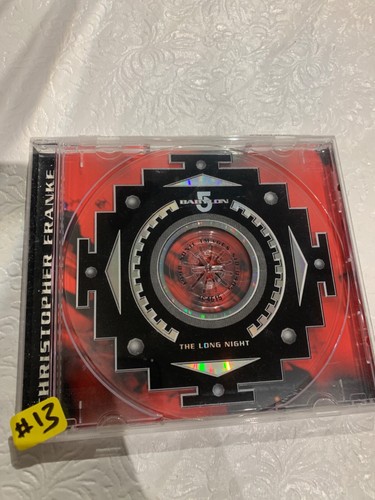 CHRISTOPHER FRANKE
BABYLON
5
THE LONG NIGHT
#13